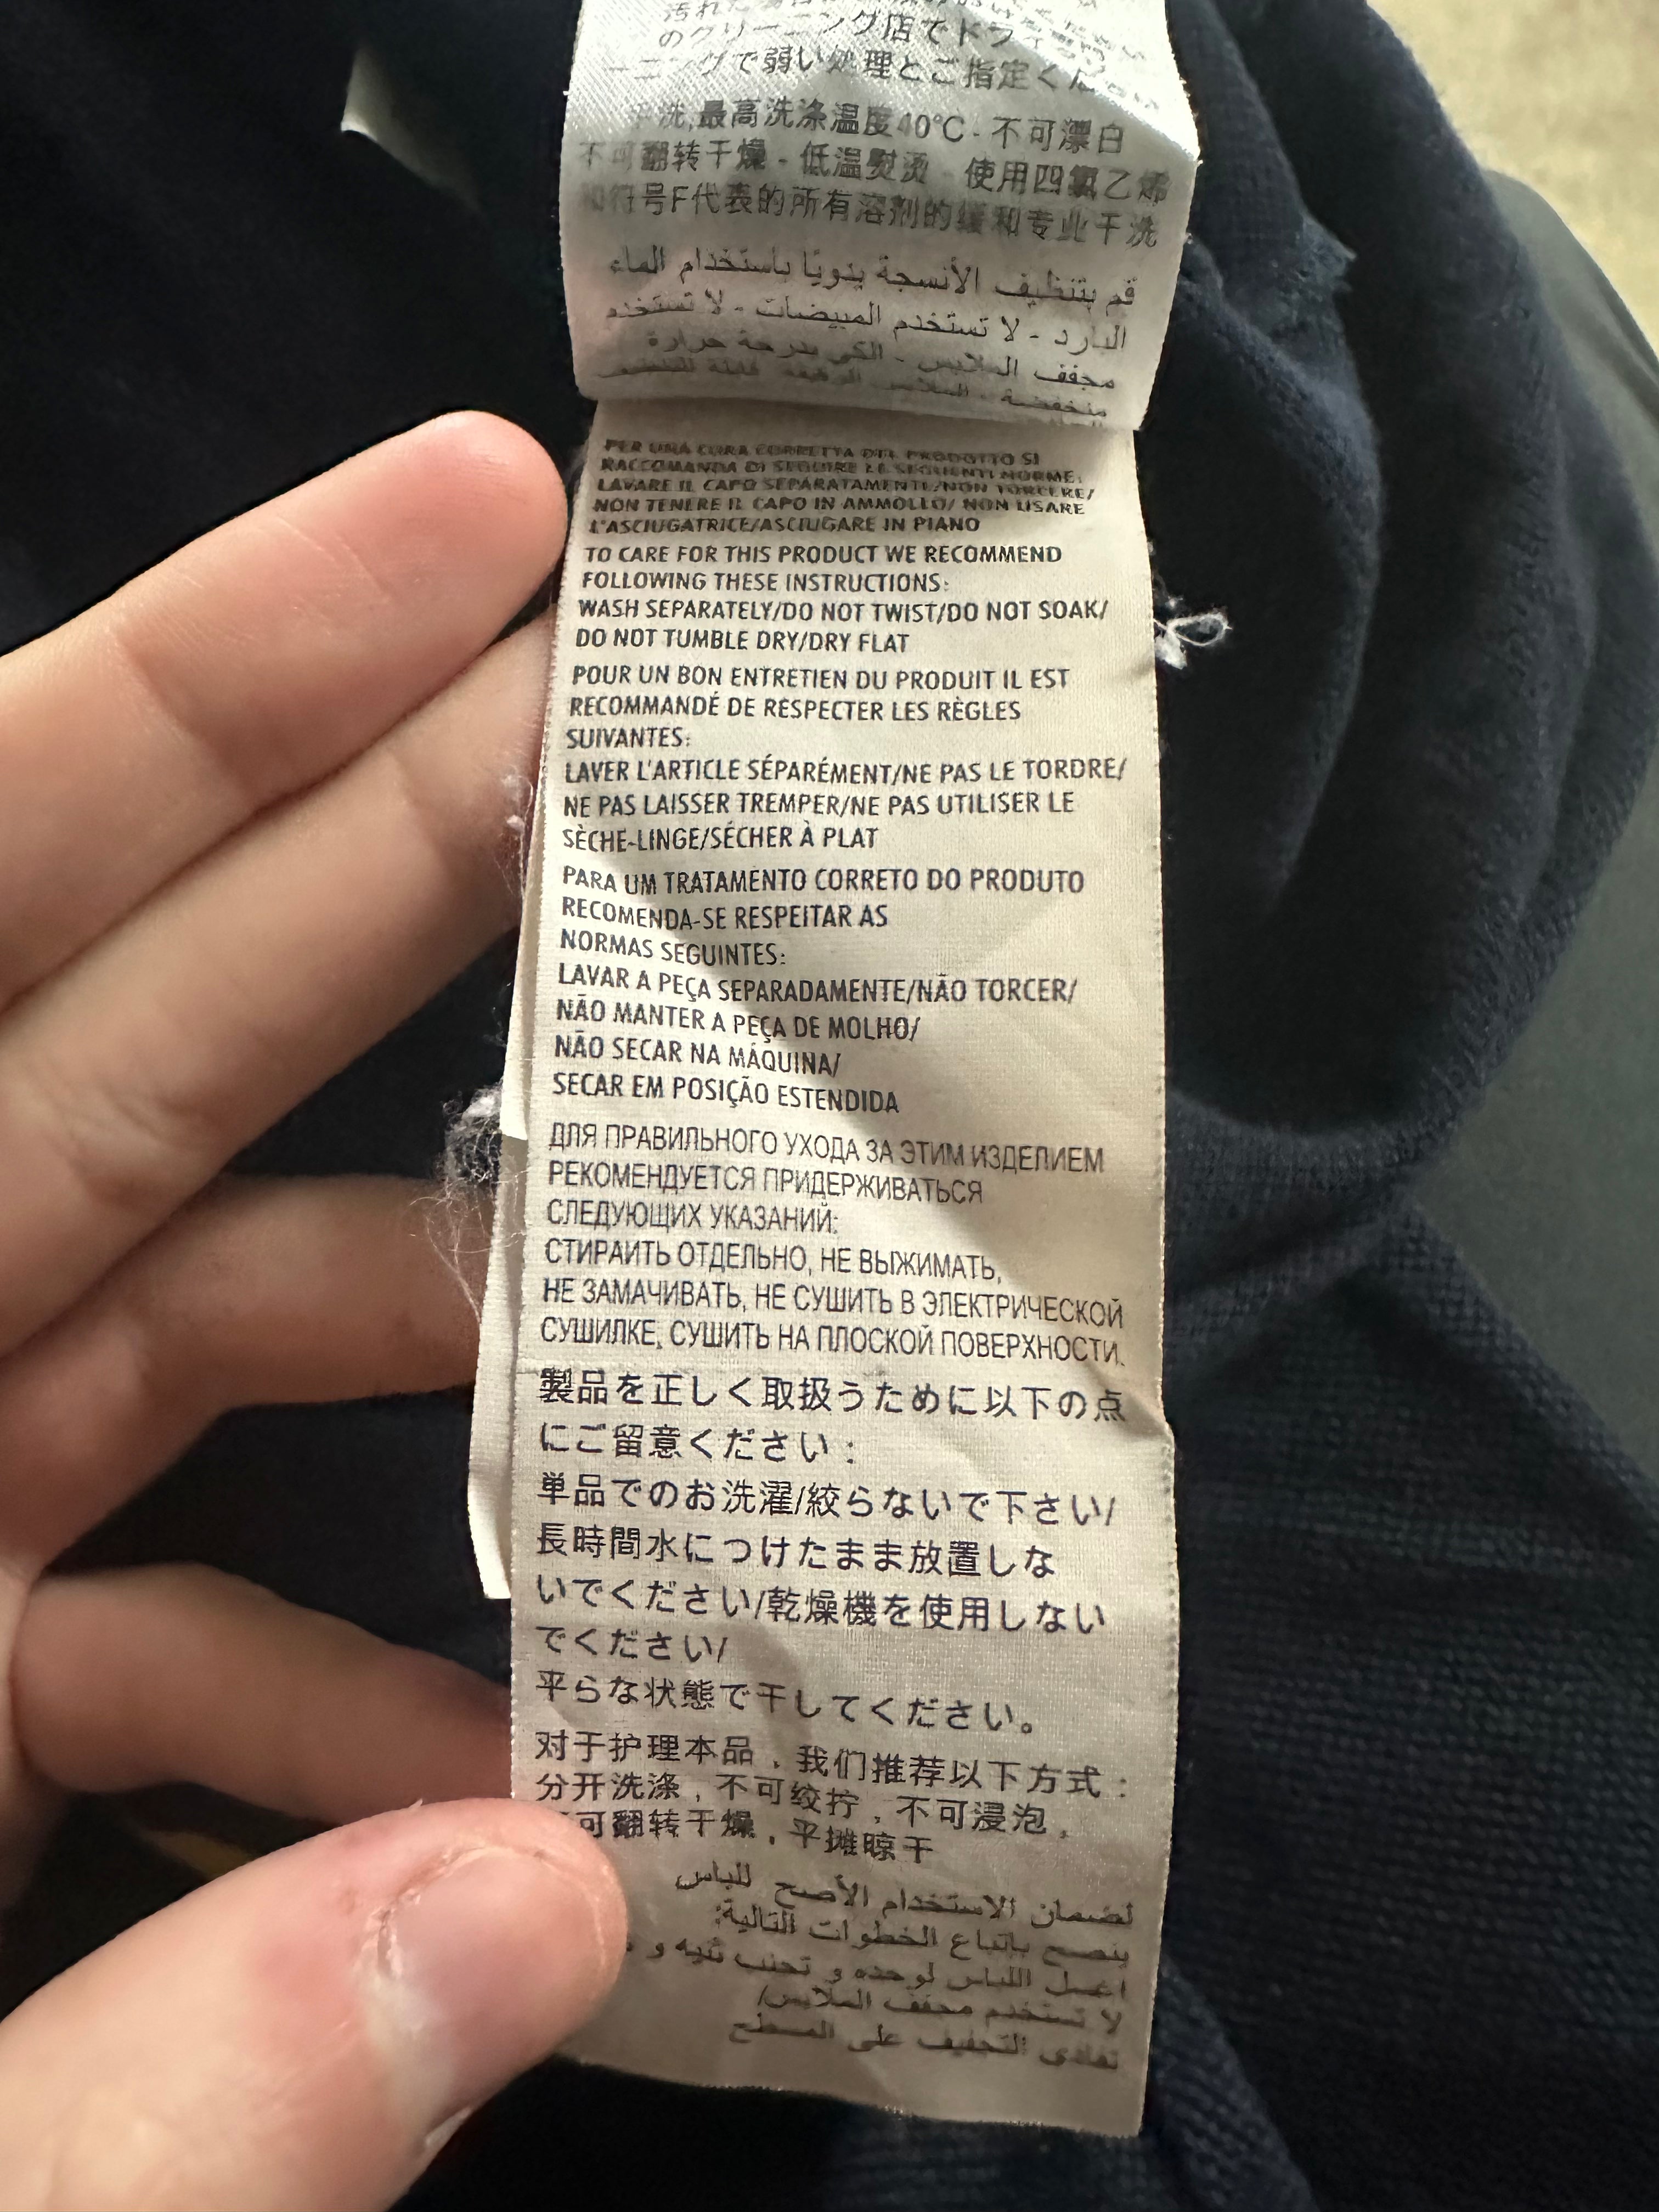 のクリーニング店でドライクリ
ーニングで弱い処理とご指定くだ
手洗,最高洗涤温度40°C - 不可漂白
不可翻转干燥 - 低温熨烫 - 使用四氯乙烯
和符号F代表的所有溶剂的缓和专业干洗
قم بتنظيف الأنسجة يدويًا باستخدام الماء
البارد - لا تستخدم المبيضات - لا تستخدم
مجفف الملابس - الكي بدرجة حرارة
منخفضة - الملابس
PER UNA CURA CORRETTA DEL PRODOTTO SI
RACCOMANDA DI SEGUIRE LE SEGUENTI NORME:
LAVARE IL CAPO SEPARATAMENTE/NON TORCERE/
NON TENERE IL CAPO IN AMMOLLO/ NON USARE
L'ASCIUGATRICE/ASCIUGARE IN PIANO
TO CARE FOR THIS PRODUCT WE RECOMMEND
FOLLOWING THESE INSTRUCTIONS:
WASH SEPARATELY/DO NOT TWIST/DO NOT SOAK/
DO NOT TUMBLE DRY/DRY FLAT
POUR UN BON ENTRETIEN DU PRODUIT IL EST
RECOMMANDÉ DE RESPECTER LES RÈGLES
SUIVANTES:
LAVER L'ARTICLE SÉPARÉMENT/NE PAS LE TORDRE/
NE PAS LAISSER TREMPER/NE PAS UTILISER LE
SÈCHE-LINGE/SÉCHER À PLAT
PARA UM TRATAMENTO CORRETO DO PRODUTO
RECOMENDA-SE RESPEITAR AS
NORMAS SEGUINTES:
LAVAR A PEÇA SEPARADAMENTE/NÃO TORCER/
NÃO MANTER A PEÇA DE MOLHO/
NÃO SECAR NA MÁQUINA/
SECAR EM POSIÇÃO ESTENDIDA
ДЛЯ ПРАВИЛЬНОГО УХОДА ЗА ЭТИМ ИЗДЕЛИЕМ
РЕКОМЕНДУЕТСЯ ПРИДЕРЖИВАТЬСЯ
СЛЕДУЮЩИХ УКАЗАНИЙ:
СТИРАИТЬ ОТДЕЛЬНО, НЕ ВЫЖИМАТЬ,
НЕ ЗАМАЧИВАТЬ, НЕ СУШИТЬ В ЭЛЕКТРИЧЕСКОЙ
СУШИЛКЕ, СУШИТЬ НА ПЛОСКОЙ ПОВЕРХНОСТИ.
製品を正しく取扱うために以下の点
にご留意ください：
単品でのお洗濯/絞らないで下さい/
長時間水につけたまま放置しな
いでください/乾燥機を使用しない
でください/
平らな状態で干してください。
对于护理本品，我们推荐以下方式：
分开洗涤，不可绞拧，不可浸泡，
可翻转干燥，平摊晾干
لضمان الاستخدام الأصح للباس
ينصح باتباع الخطوات التالية:
اغسل اللباس لوحده و تجنب ثنيه و
لا تستخدم مجفف الملابس/
تفادى التجفيف على المسطح